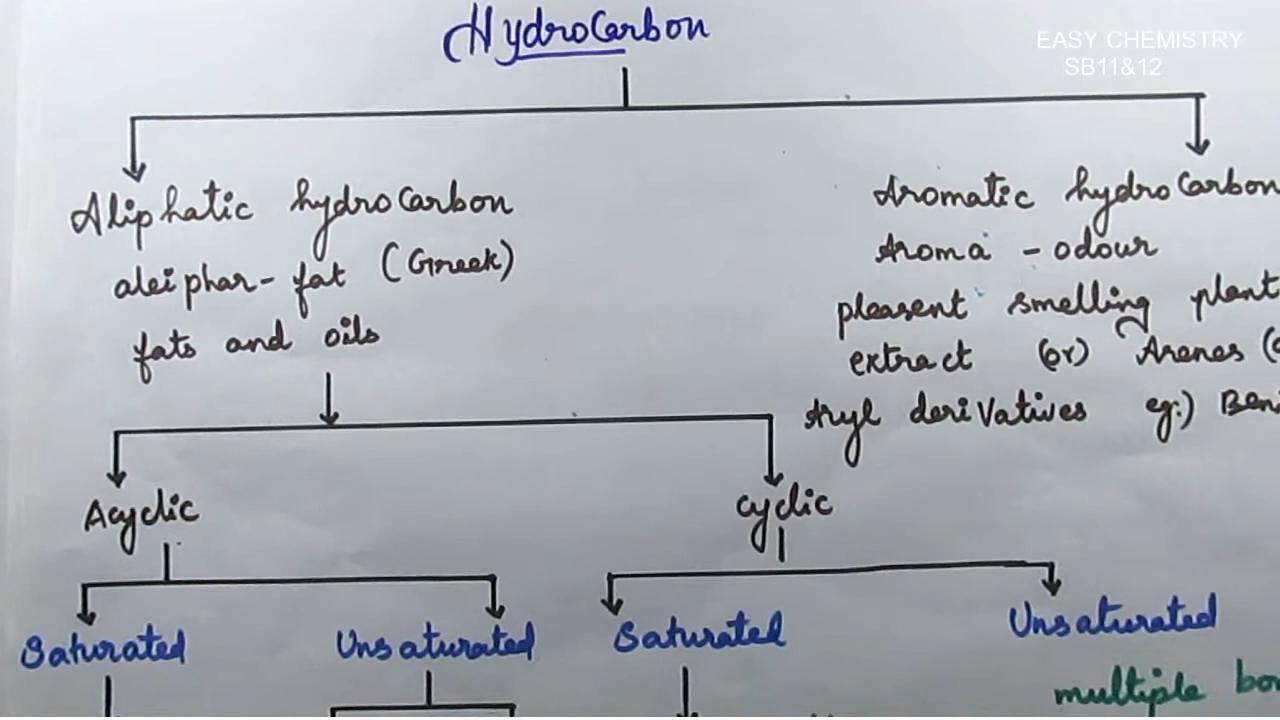 Hydrocarbon
EASY CHEMISTRY
SB11&12
Aliphatic hydrocarbon
aleiphar - fat (Greek)
fats and oils
Aromatic hydrocarbon
Aroma - odour
pleasent smelling plant
extract (or) Arenes
Aryl derivatives eg:)
Acyclic
cyclic
Saturated
Unsaturated
Saturated
Unsaturated
multiple